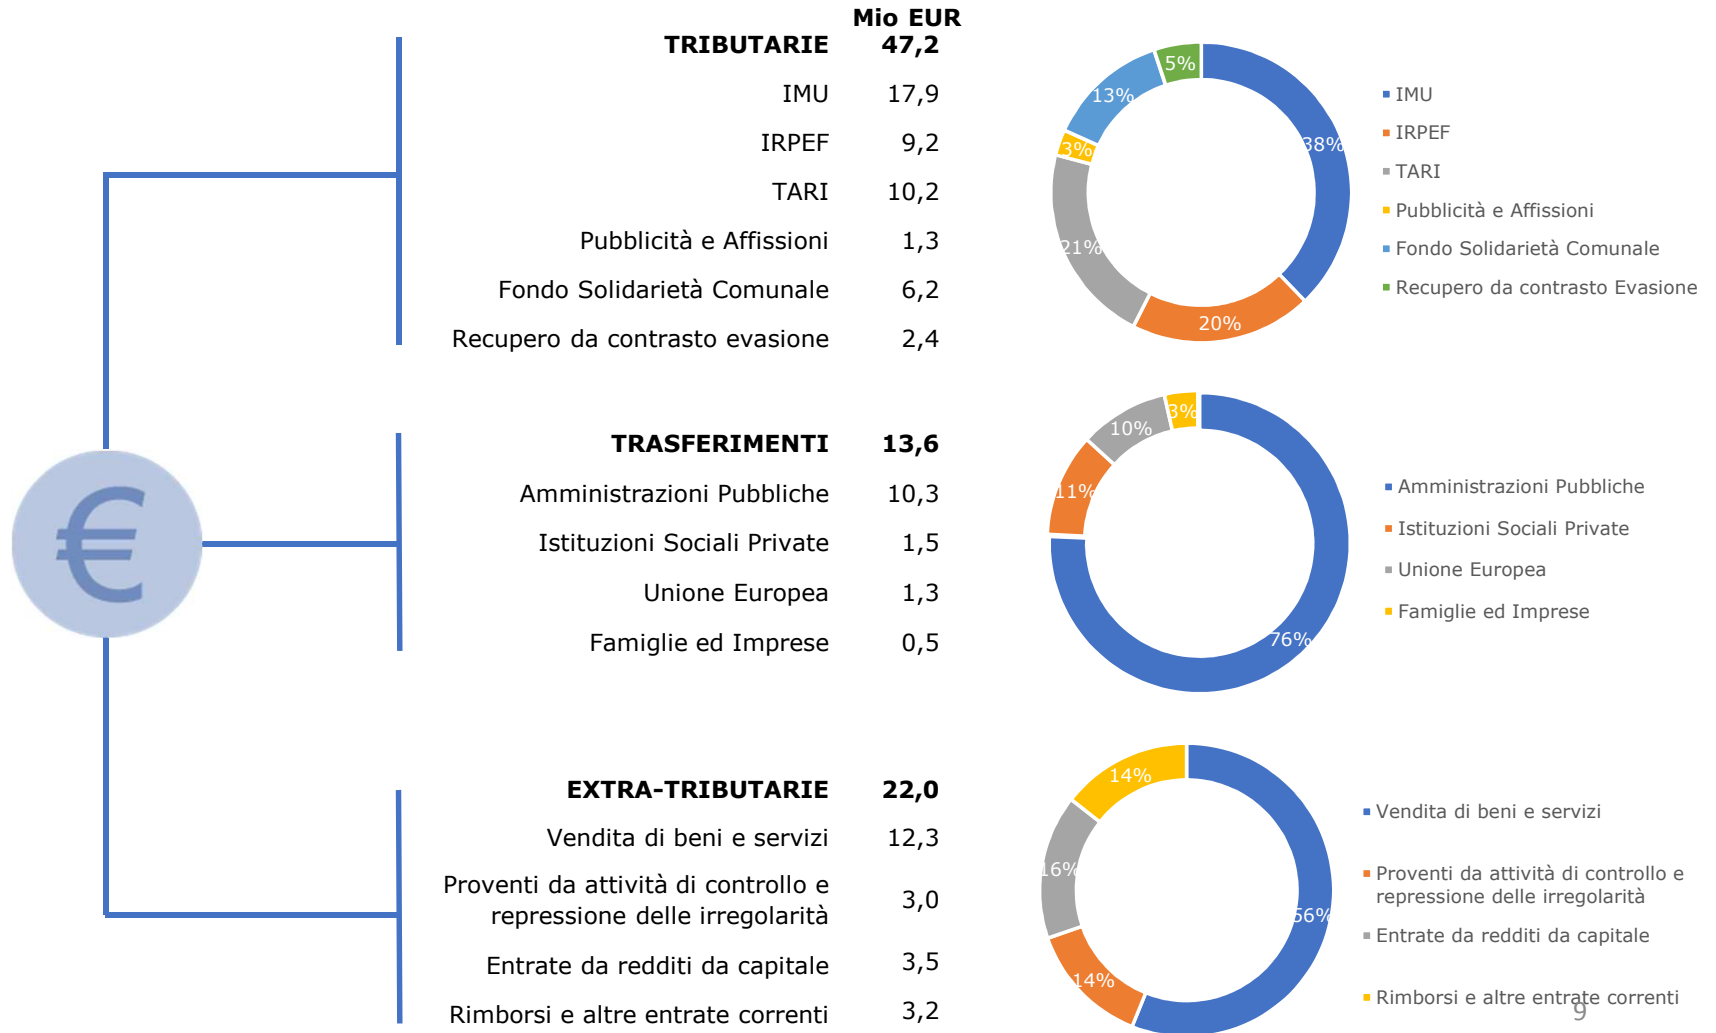 Mio EUR
TRIBUTARIE 47,2
IMU 17,9
IRPEF 9,2
TARI 10,2
Pubblicità e Affissioni 1,3
Fondo Solidarietà Comunale 6,2
Recupero da contrasto evasione 2,4
5%
13%
3%
38%
21%
20%
IMU
IRPEF
TARI
Pubblicità e Affissioni
Fondo Solidarietà Comunale
Recupero da contrasto Evasione
€
TRASFERIMENTI 13,6
Amministrazioni Pubbliche 10,3
Istituzioni Sociali Private 1,5
Unione Europea 1,3
Famiglie ed Imprese 0,5
3%
10%
11%
76%
Amministrazioni Pubbliche
Istituzioni Sociali Private
Unione Europea
Famiglie ed Imprese
EXTRA-TRIBUTARIE 22,0
Vendita di beni e servizi 12,3
Proventi da attività di controllo e
repressione delle irregolarità 3,0
Entrate da redditi da capitale 3,5
Rimborsi e altre entrate correnti 3,2
14%
16%
56%
14%
Vendita di beni e servizi
Proventi da attività di controllo e
repressione delle irregolarità
Entrate da redditi da capitale
Rimborsi e altre entrate correnti
9